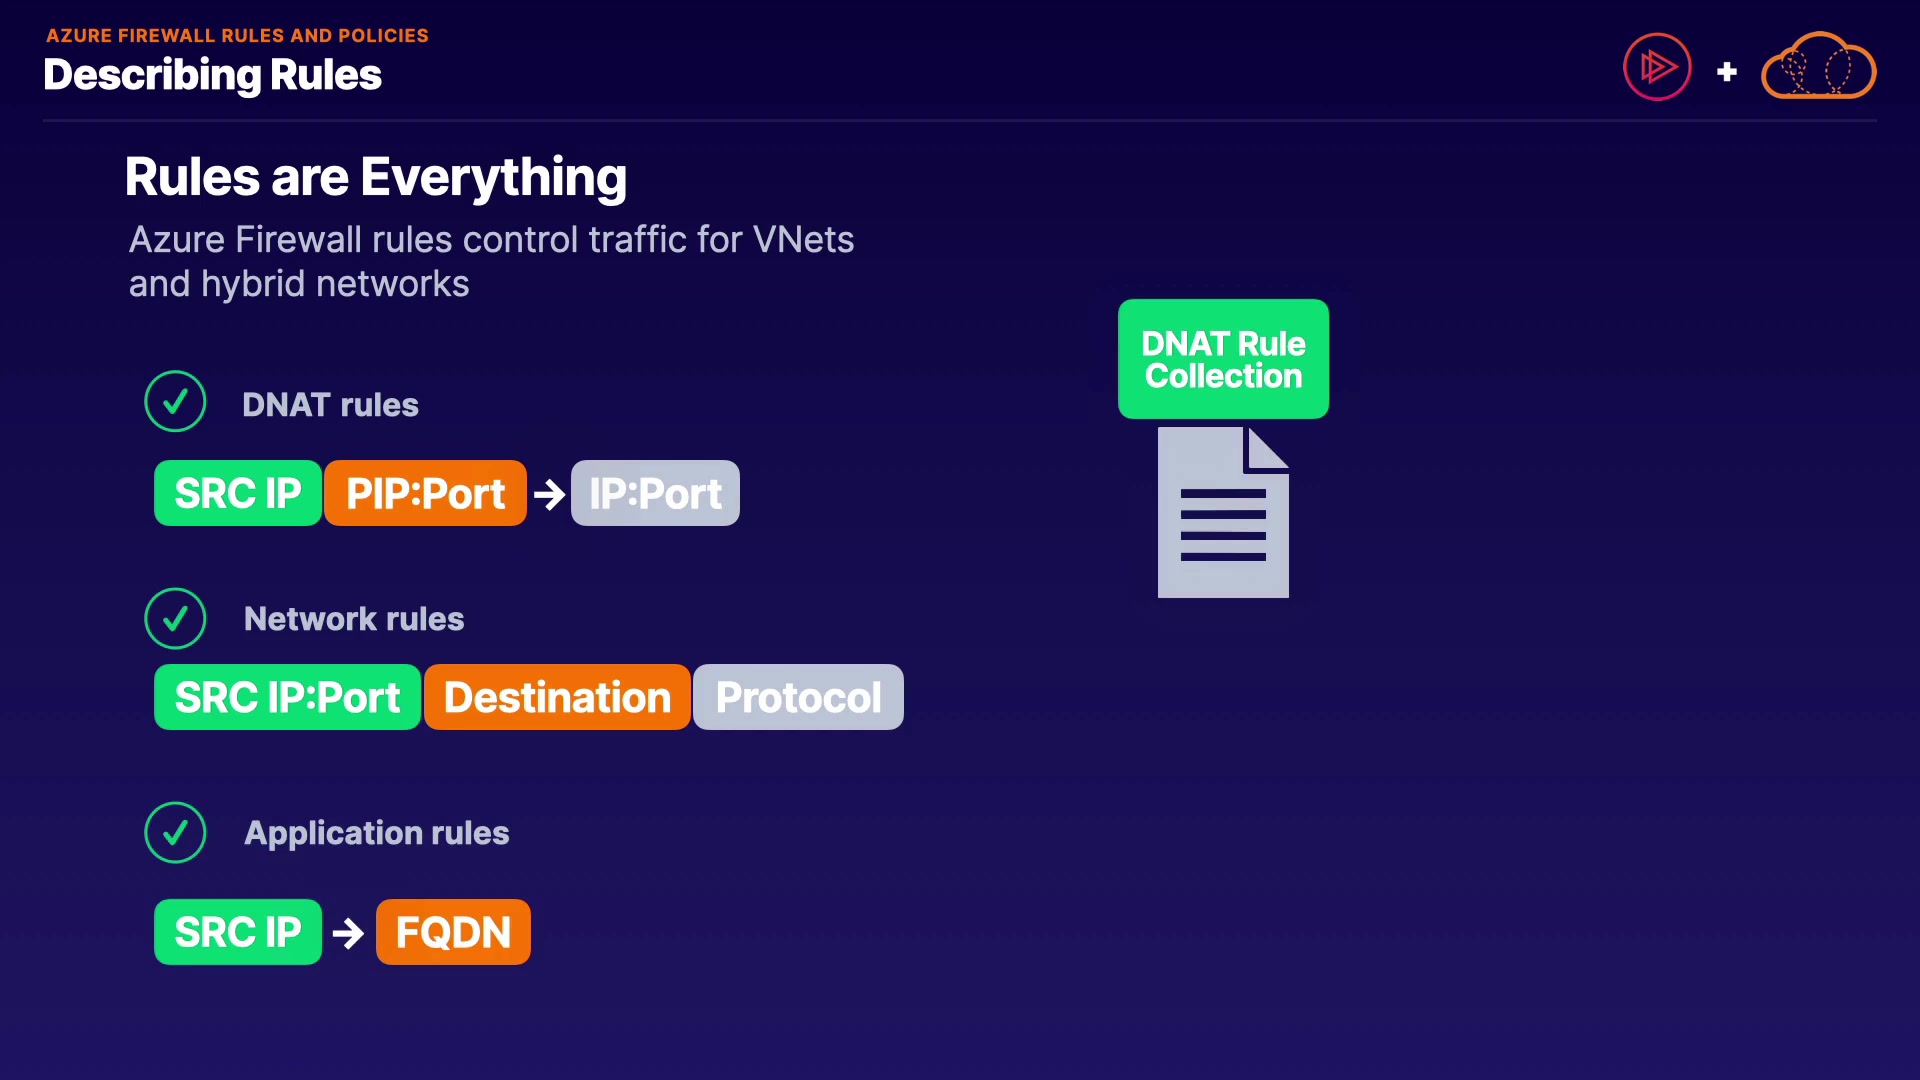 AZURE FIREWALL RULES AND POLICIES
Describing Rules
Rules are Everything
Azure Firewall rules control traffic for VNets
and hybrid networks
DNAT rules
SRC IP PIP:Port → IP:Port
Network rules
SRC IP:Port Destination Protocol
Application rules
SRC IP → FQDN
DNAT Rule
Collection